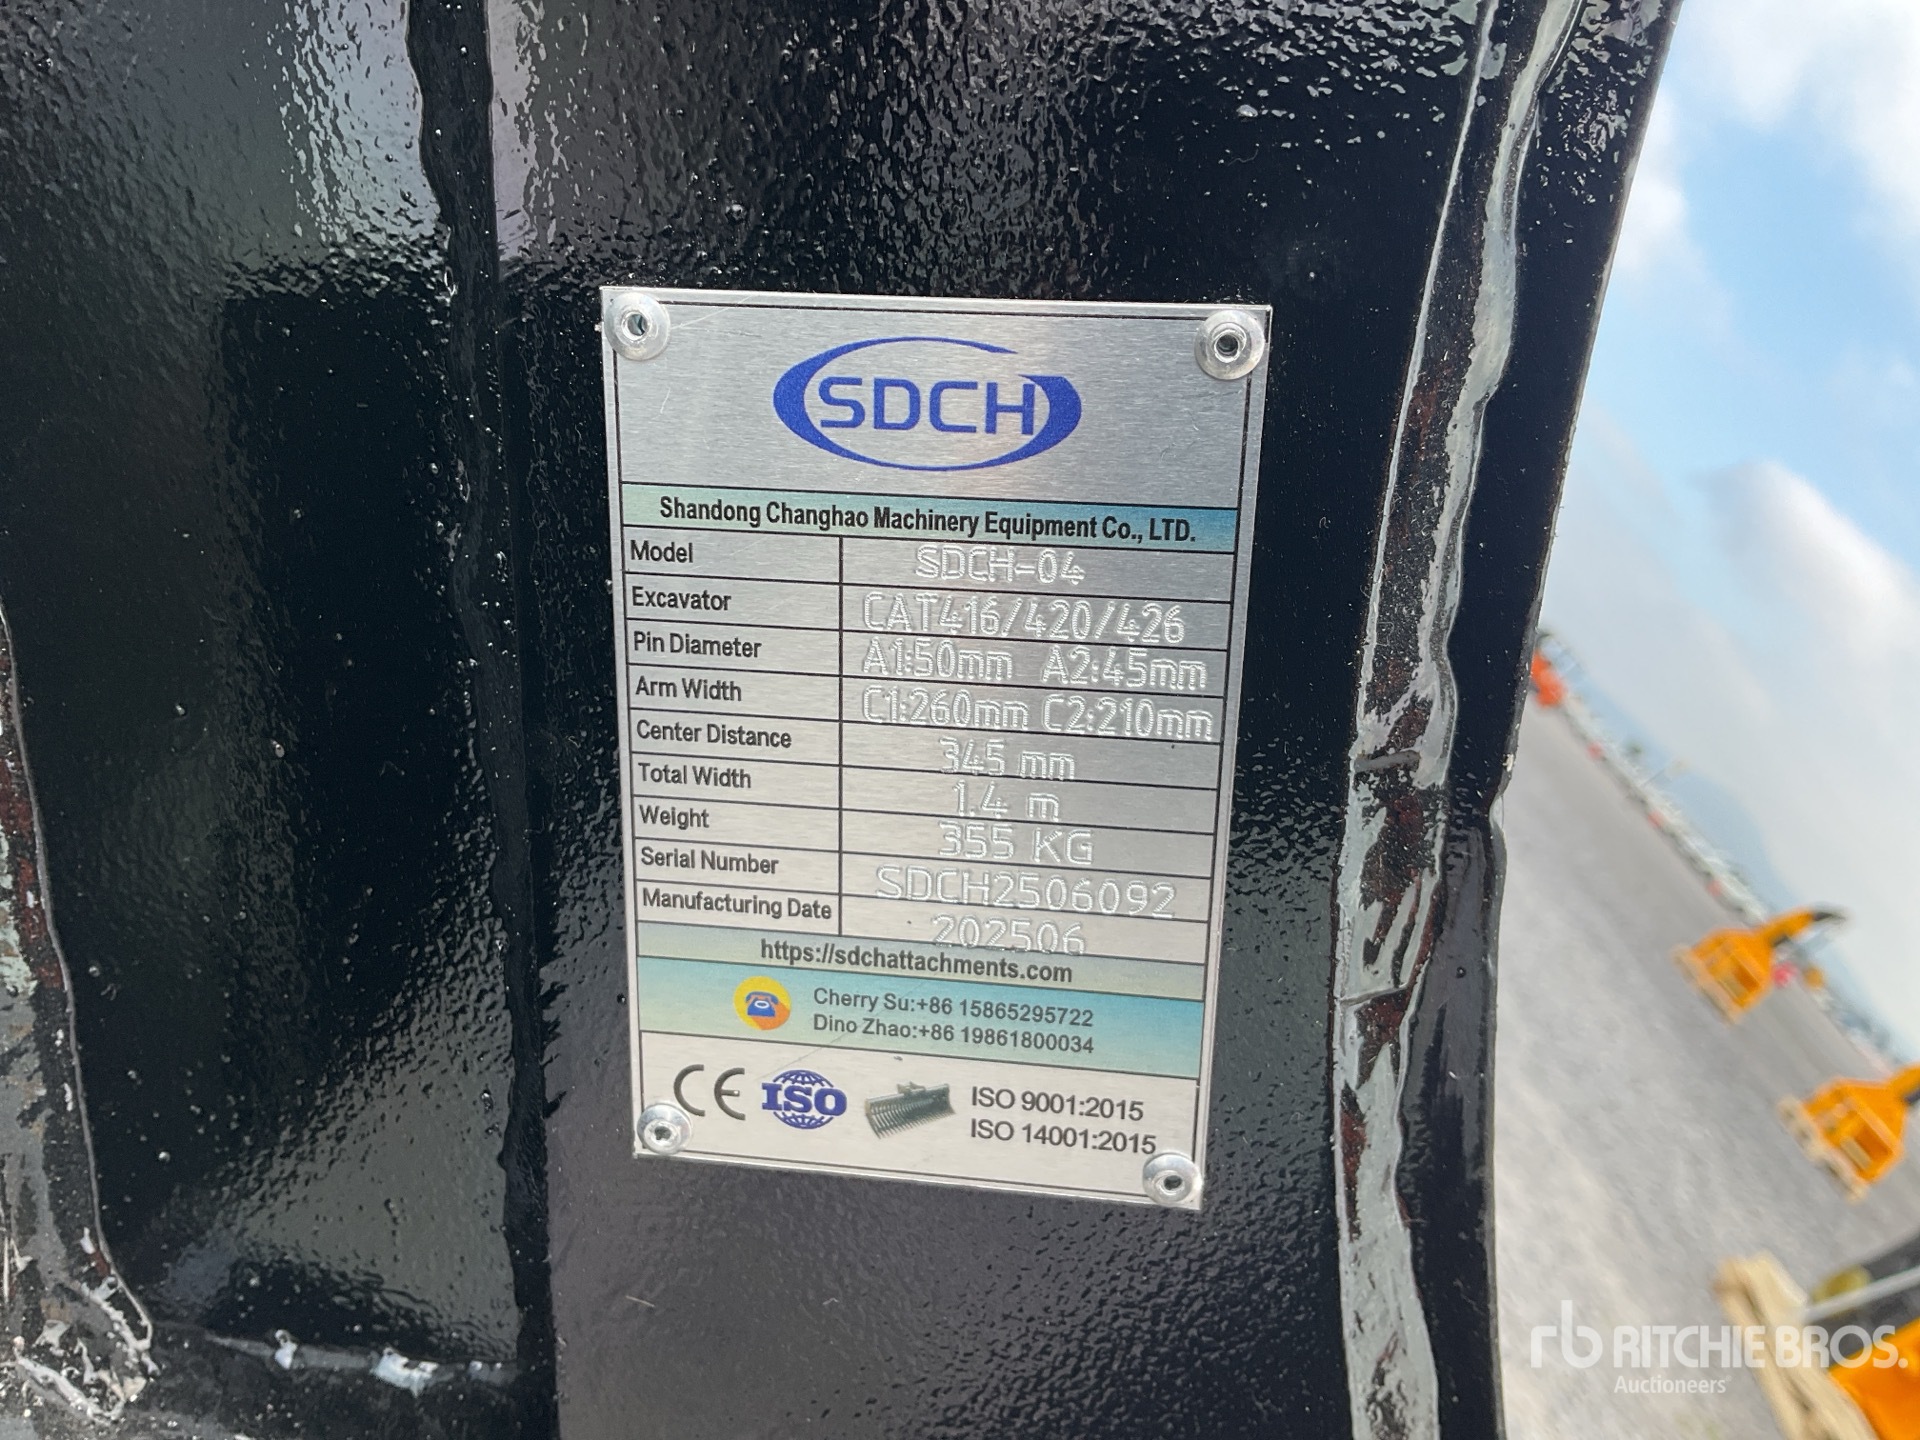 SDCH
Shandong Changhao Machinery Equipment Co., LTD.
Model SDCH-04
Excavator CAT416/420/426
Pin Diameter A1:50mm A2:45mm
Arm Width C1:260mm C2:210mm
Center Distance 345 mm
Total Width 1.4 m
Weight 355 KG
Serial Number SDCH2506092
Manufacturing Date 202506
https://sdchattachments.com
Cherry Su:+86 15865295722
Dino Zhao:+86 19861800034
CE ISO ISO 9001:2015
ISO 14001:2015
rb RITCHIE BROS.
Auctioneers